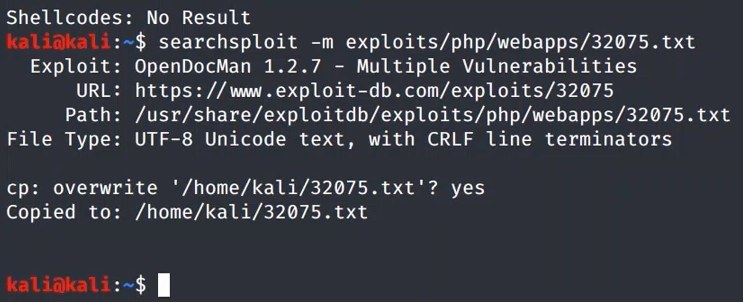 Shellcodes: No Result
kali@kali:~$ searchsploit -m exploits/php/webapps/32075.txt
Exploit: OpenDocMan 1.2.7 - Multiple Vulnerabilities
URL: https://www.exploit-db.com/exploits/32075
Path: /usr/share/exploitdb/exploits/php/webapps/32075.txt
File Type: UTF-8 Unicode text, with CRLF line terminators
cp: overwrite '/home/kali/32075.txt'? yes
Copied to: /home/kali/32075.txt
kali@kali:~$